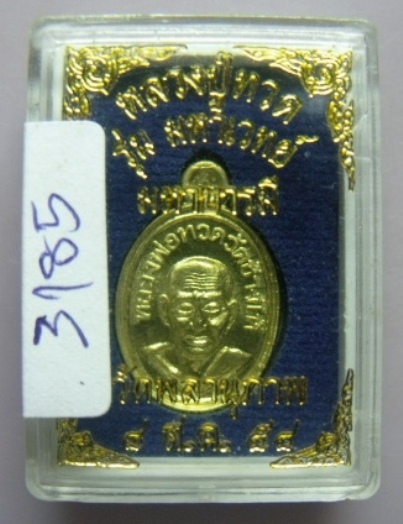 หลวงปู่ทวด
รุ่น มหาเวทย์
มหาบารมี
หลวงพ่อทวดวัดช้างให้
วัดพลานุภาพ
๔ ธ.ค. ๕๔
3185